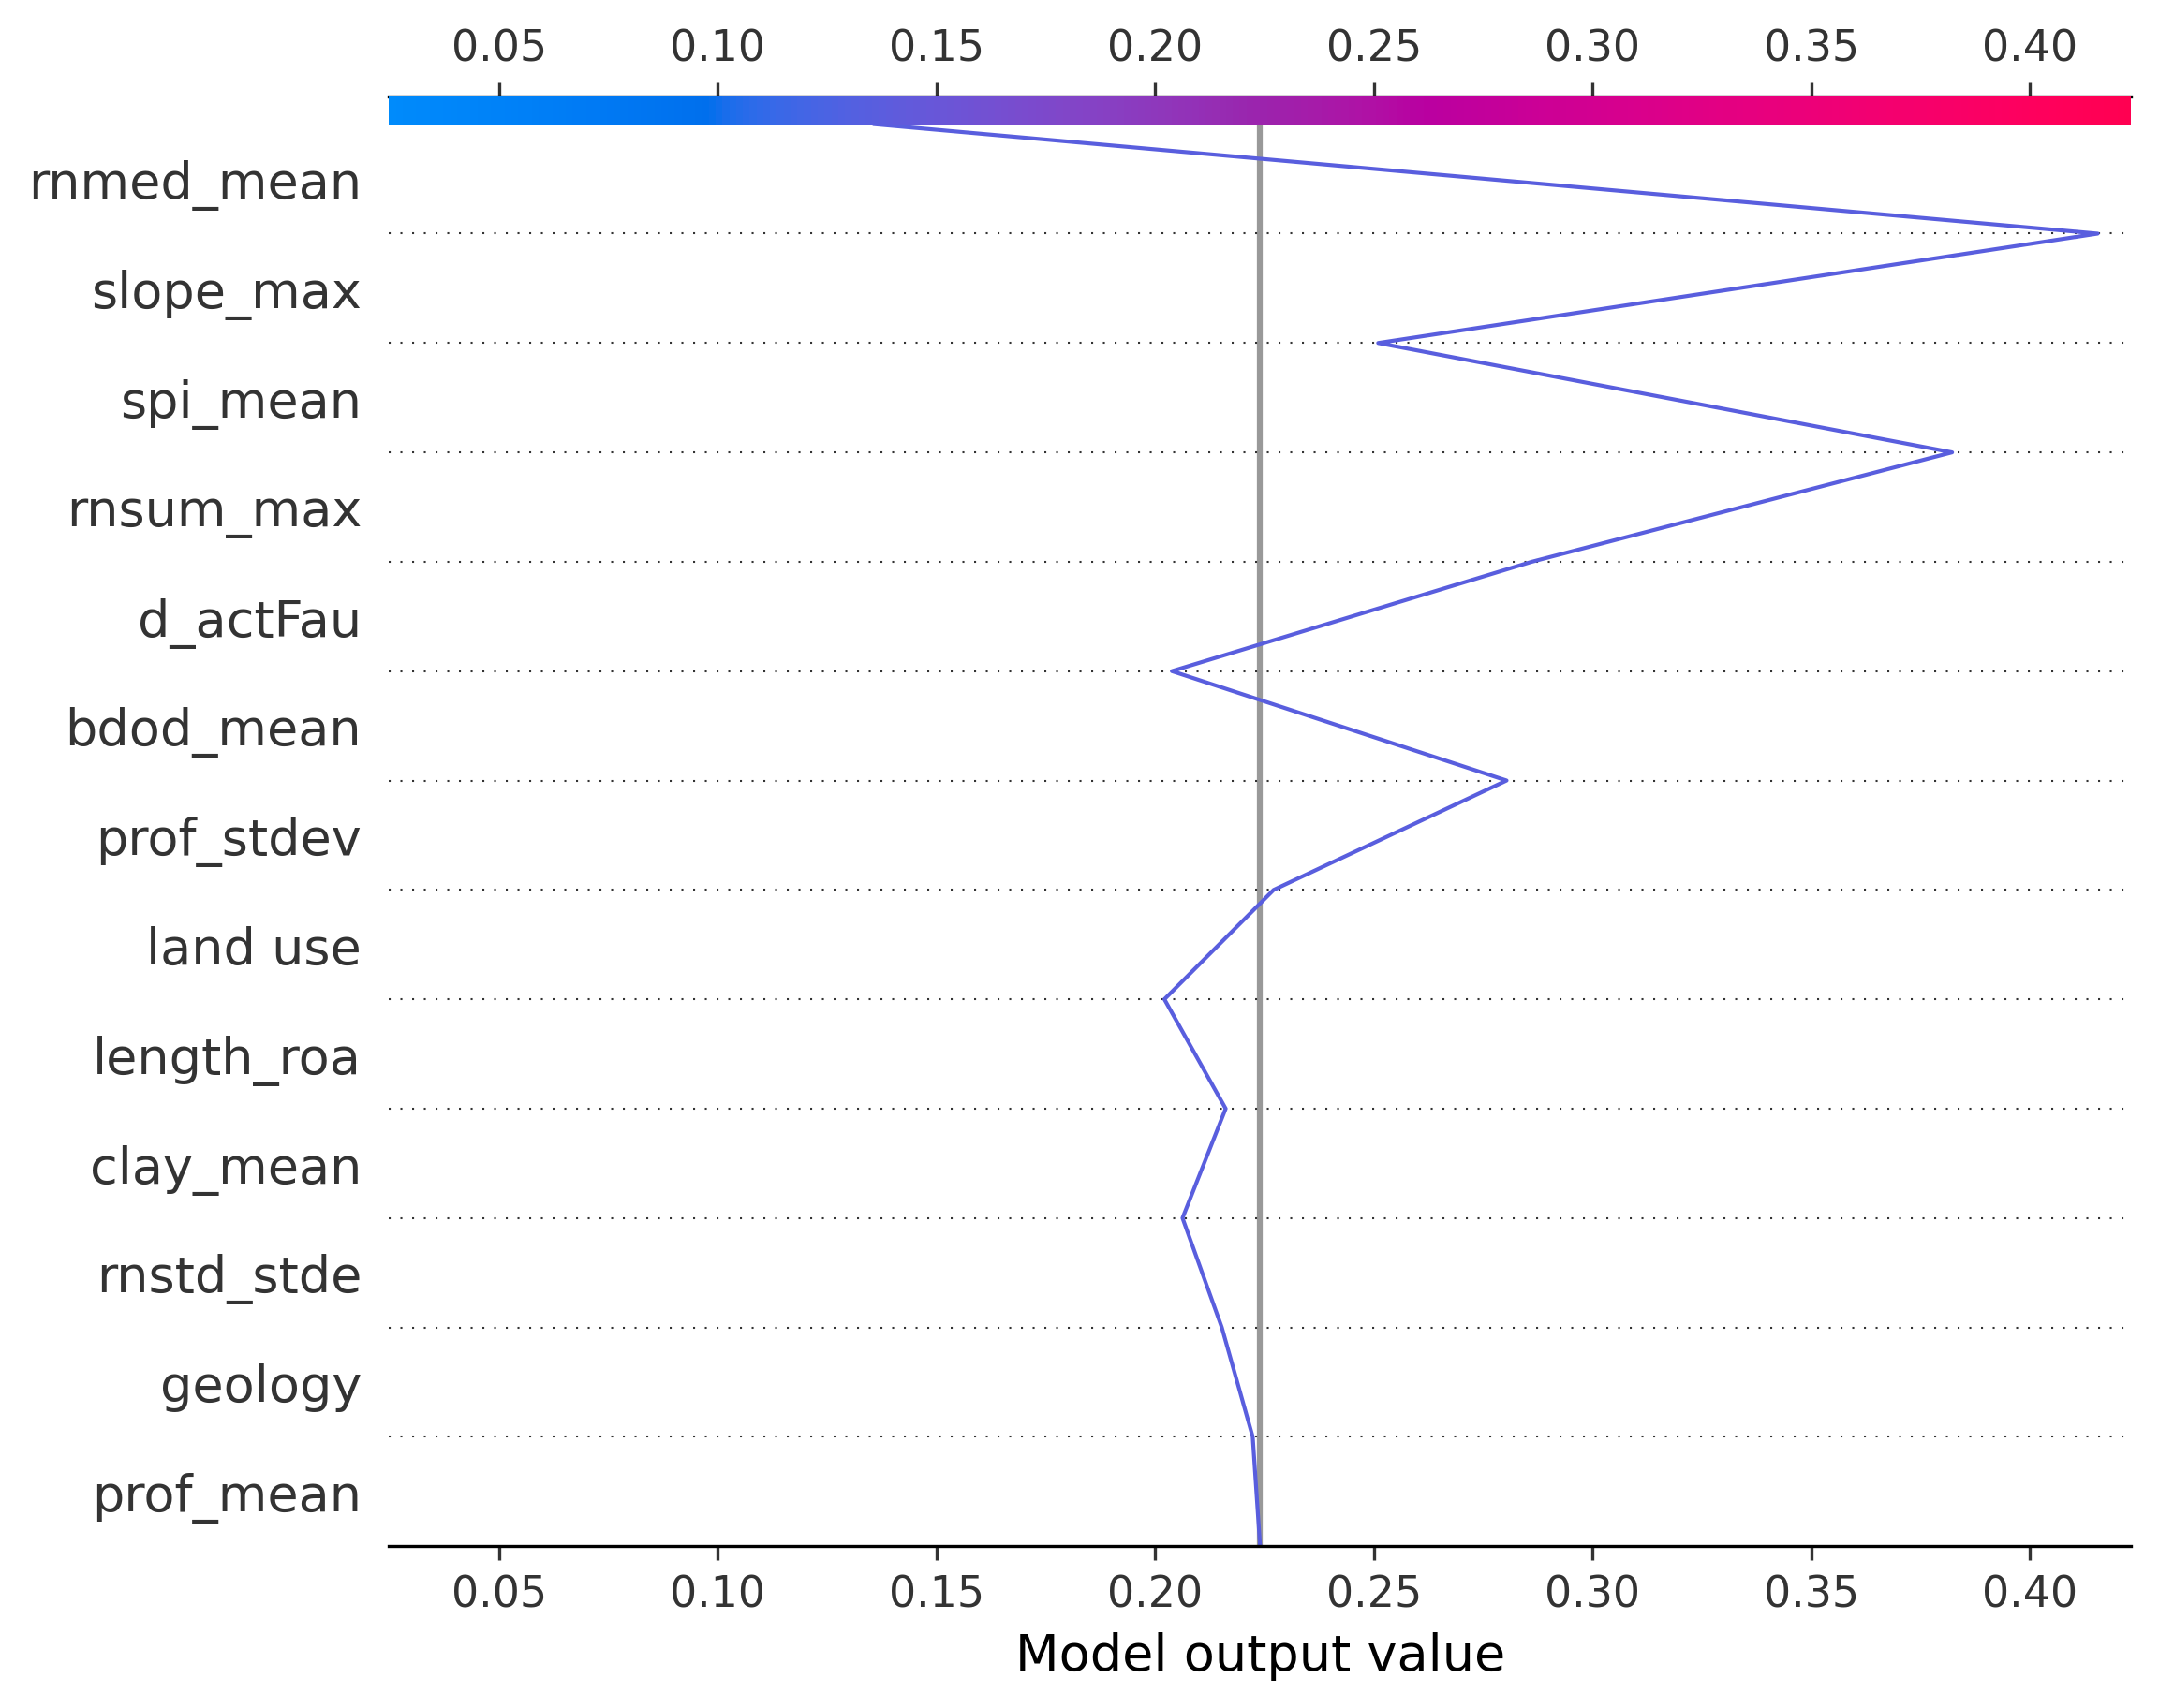 0.05 0.10 0.15 0.20 0.25 0.30 0.35 0.40
rnmed_mean
slope_max
spi_mean
rnsum_max
d_actFau
bdod_mean
prof_stdev
land use
length_roa
clay_mean
rnstd_stde
geology
prof_mean
0.05 0.10 0.15 0.20 0.25 0.30 0.35 0.40
Model output value